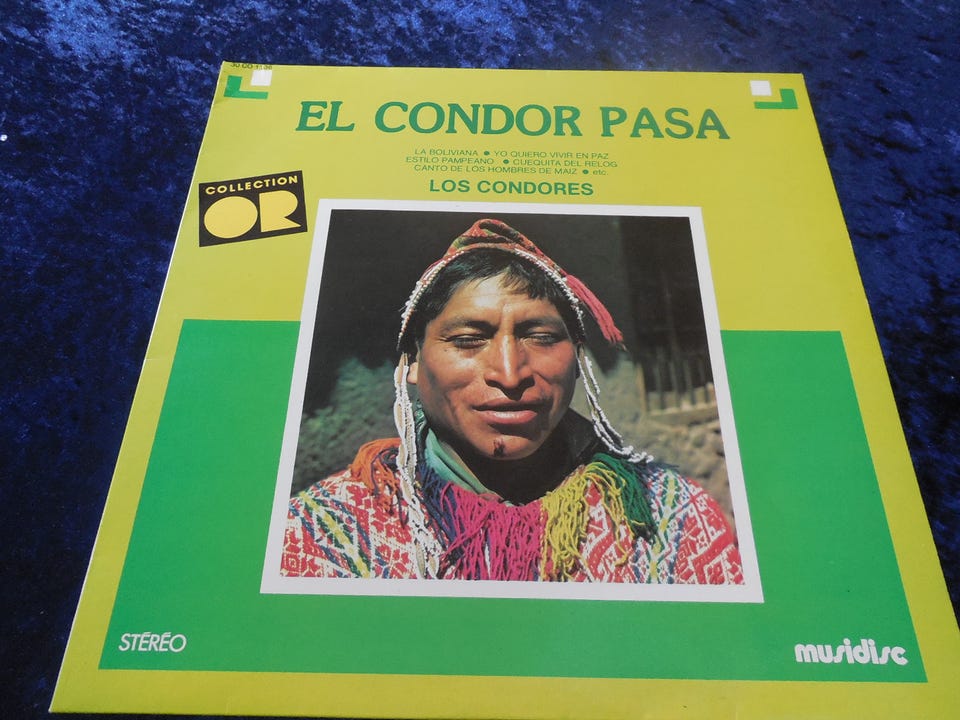 EL CONDOR PASA
LA BOLIVIANA ● YO QUIERO VIVIR EN PAZ
ESTILO PAMPEANO ● CUEQUITA DEL RELOG
CANTO DE LOS HOMBRES DE MAIZ ● etc.
LOS CONDORES
COLLECTION
OR
STÉRÉO
musidisc